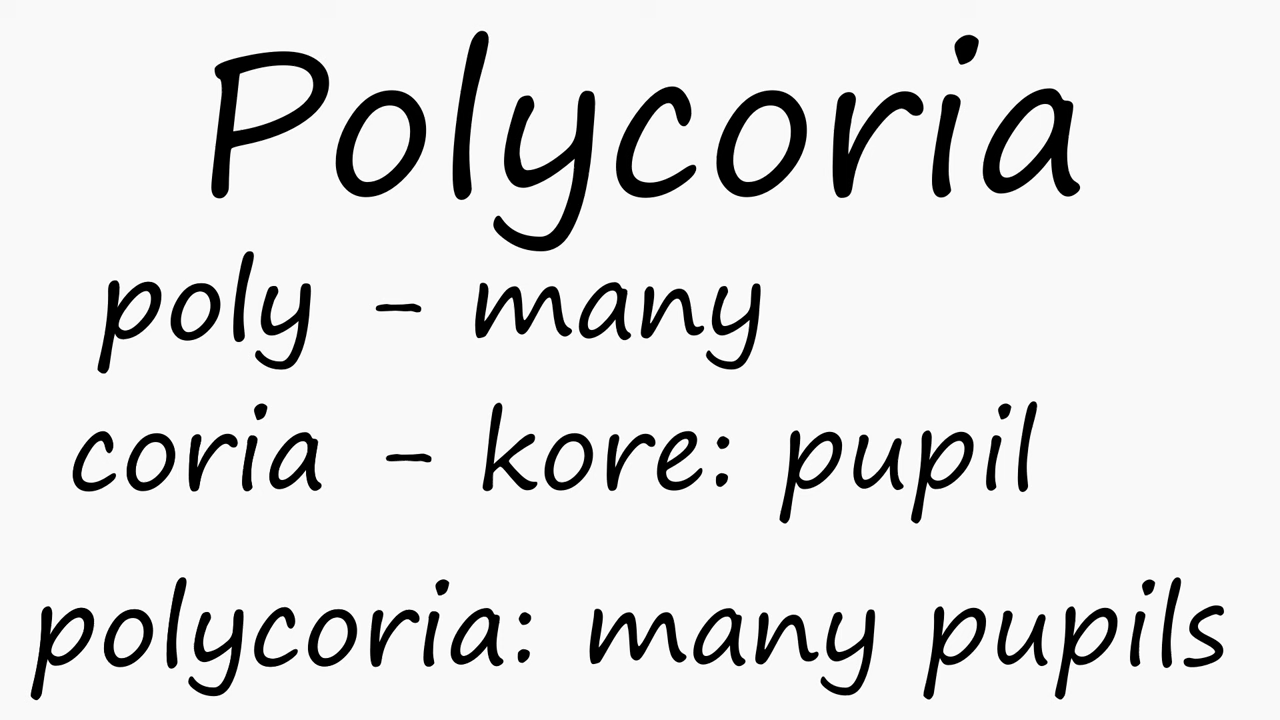 Polycoria
poly - many
coria - kore: pupil
polycoria: many pupils